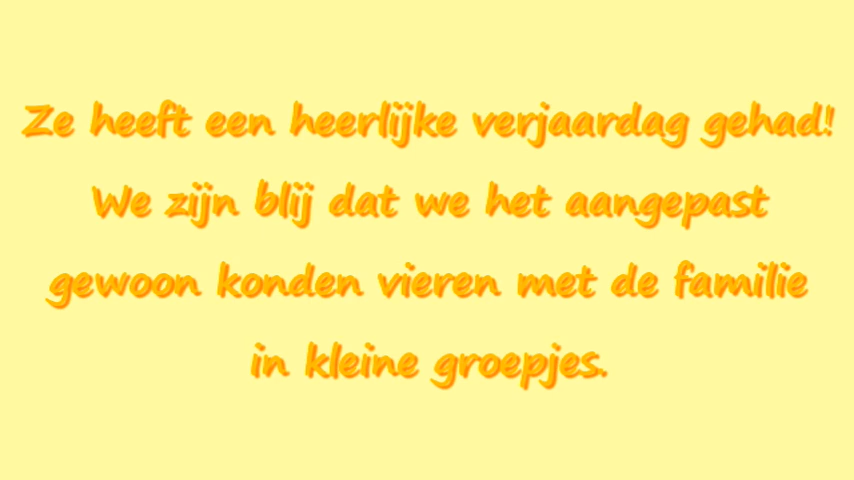 Ze heeft een heerlijke verjaardag gehad!
We zijn blij dat we het aangepast
gewoon konden vieren met de familie
in kleine groepjes.